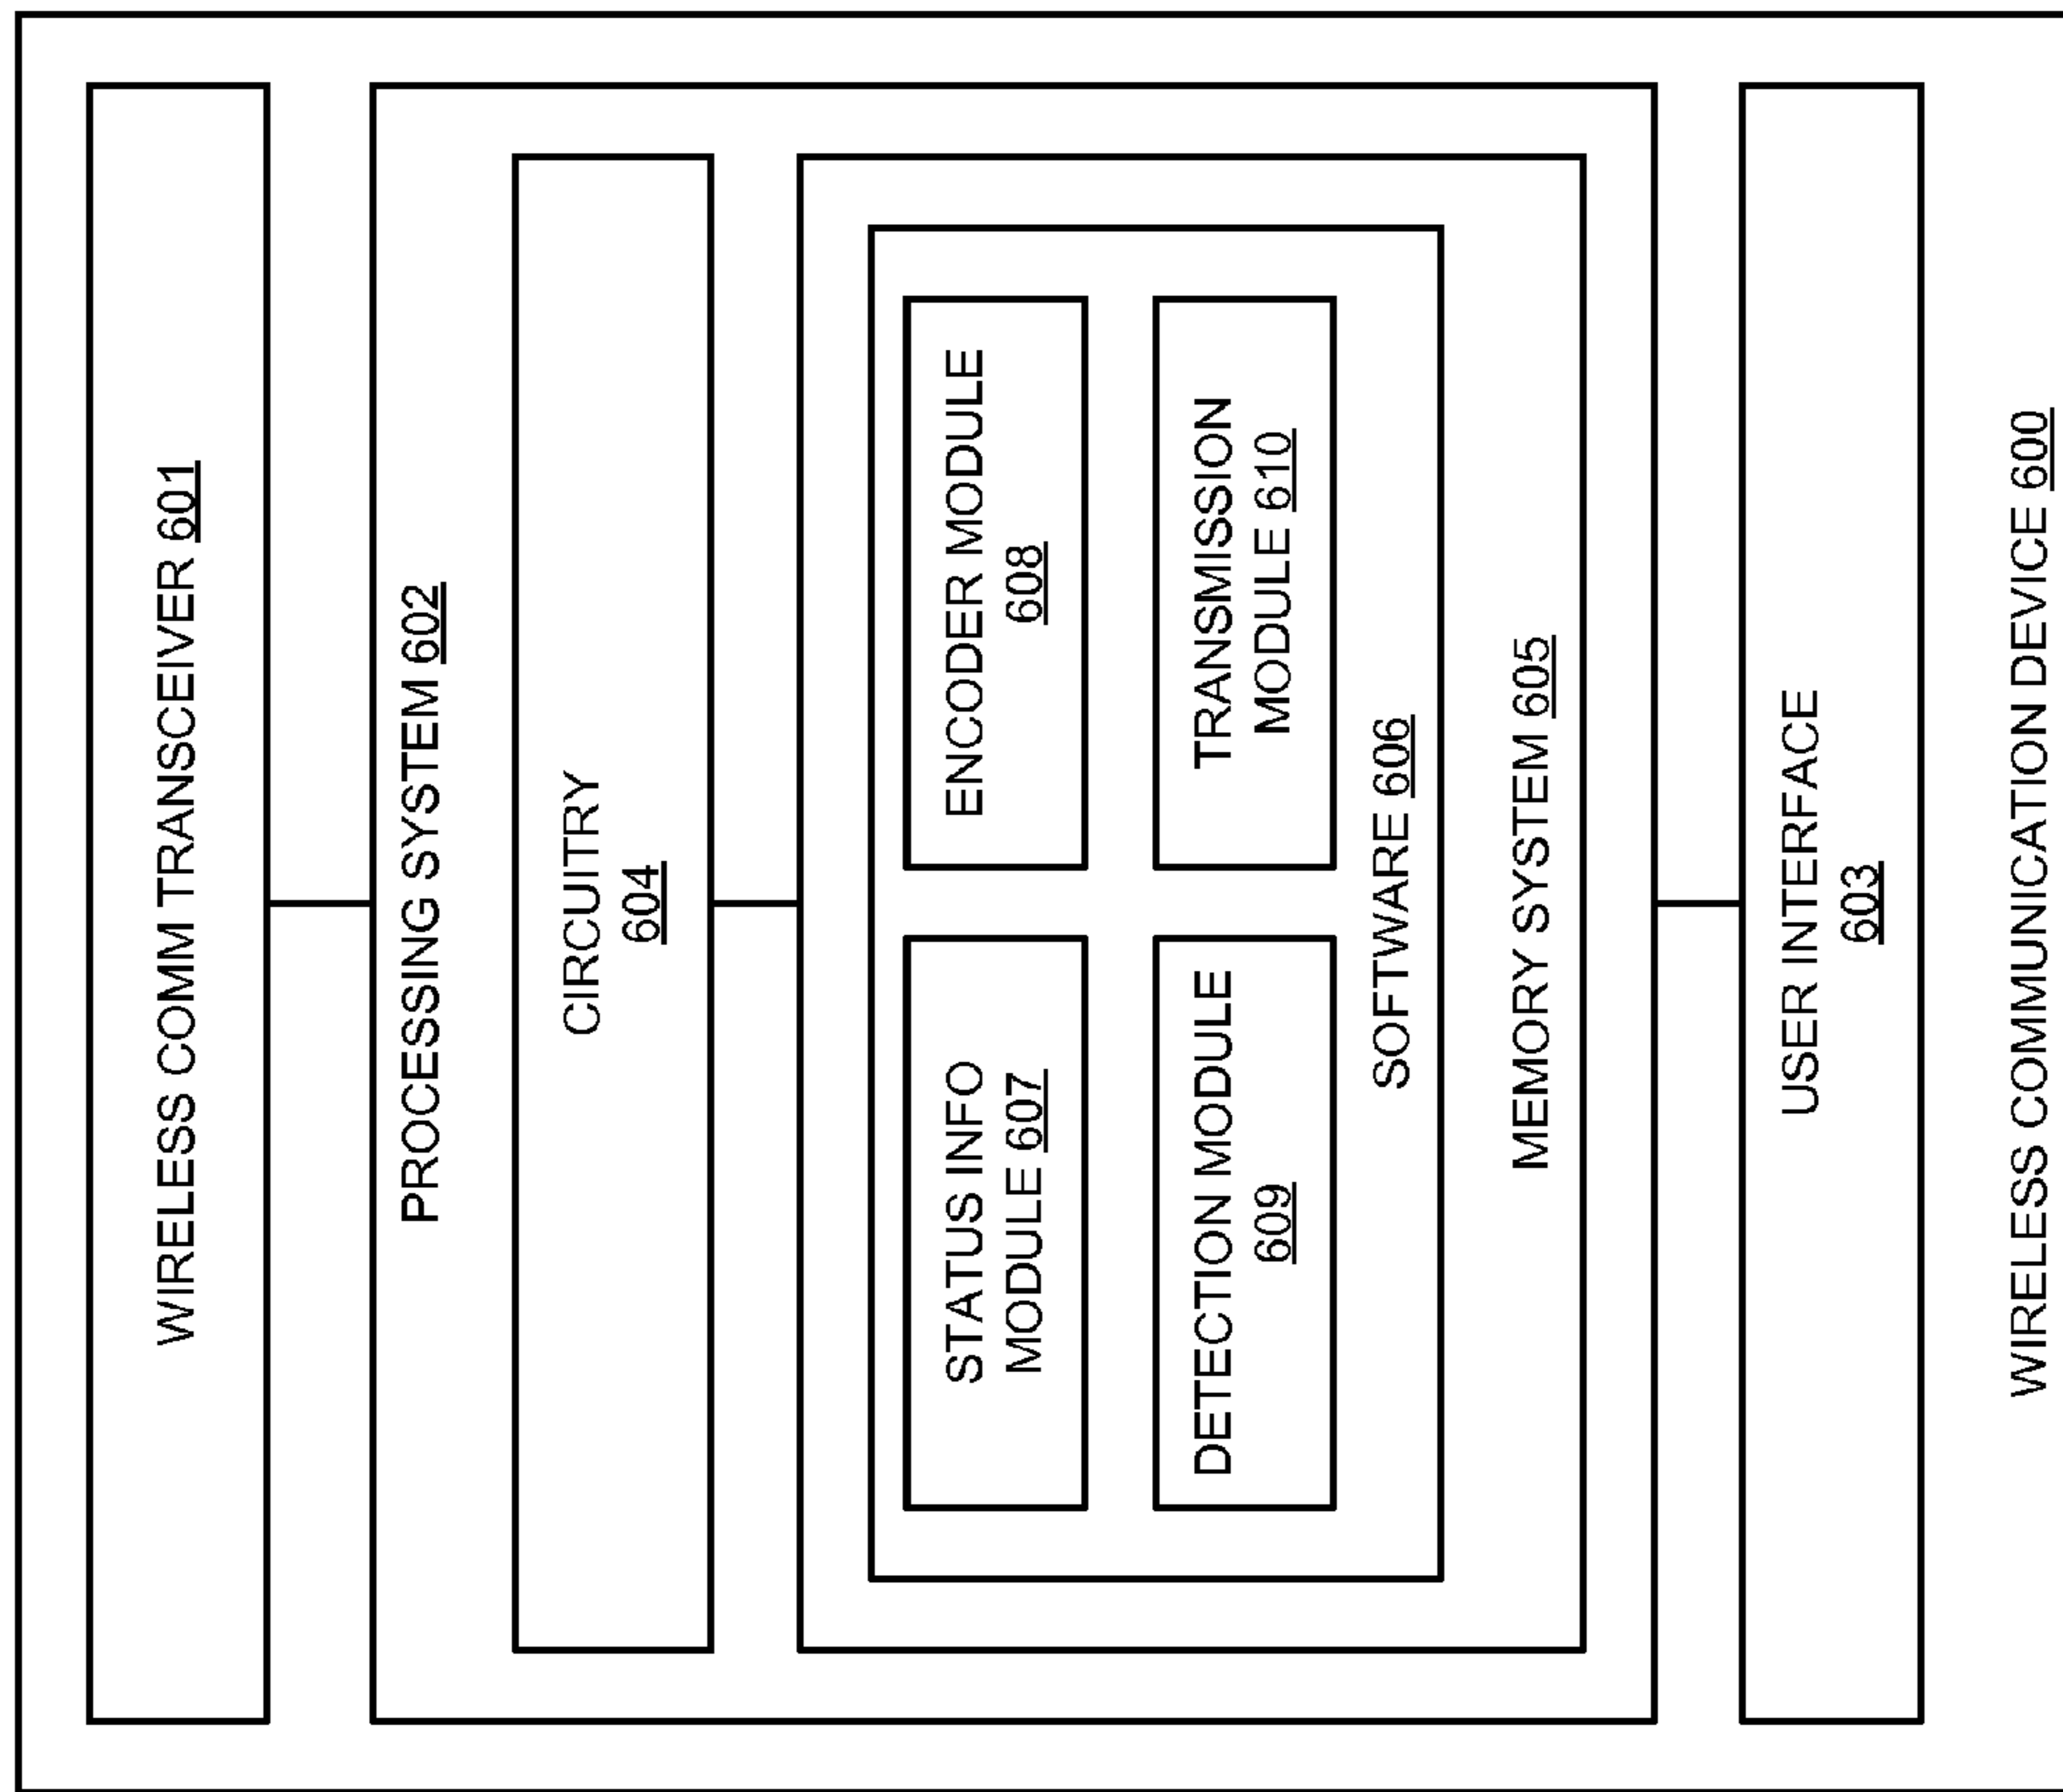 WIRELESS COMM TRANSCEIVER 601
PROCESSING SYSTEM 602
CIRCUITRY
604
STATUS INFO
MODULE 607
ENCODER MODULE
608
DETECTION MODULE
609
TRANSMISSION
MODULE 610
SOFTWARE 606
MEMORY SYSTEM 605
USER INTERFACE
603
WIRELESS COMMUNICATION DEVICE 600